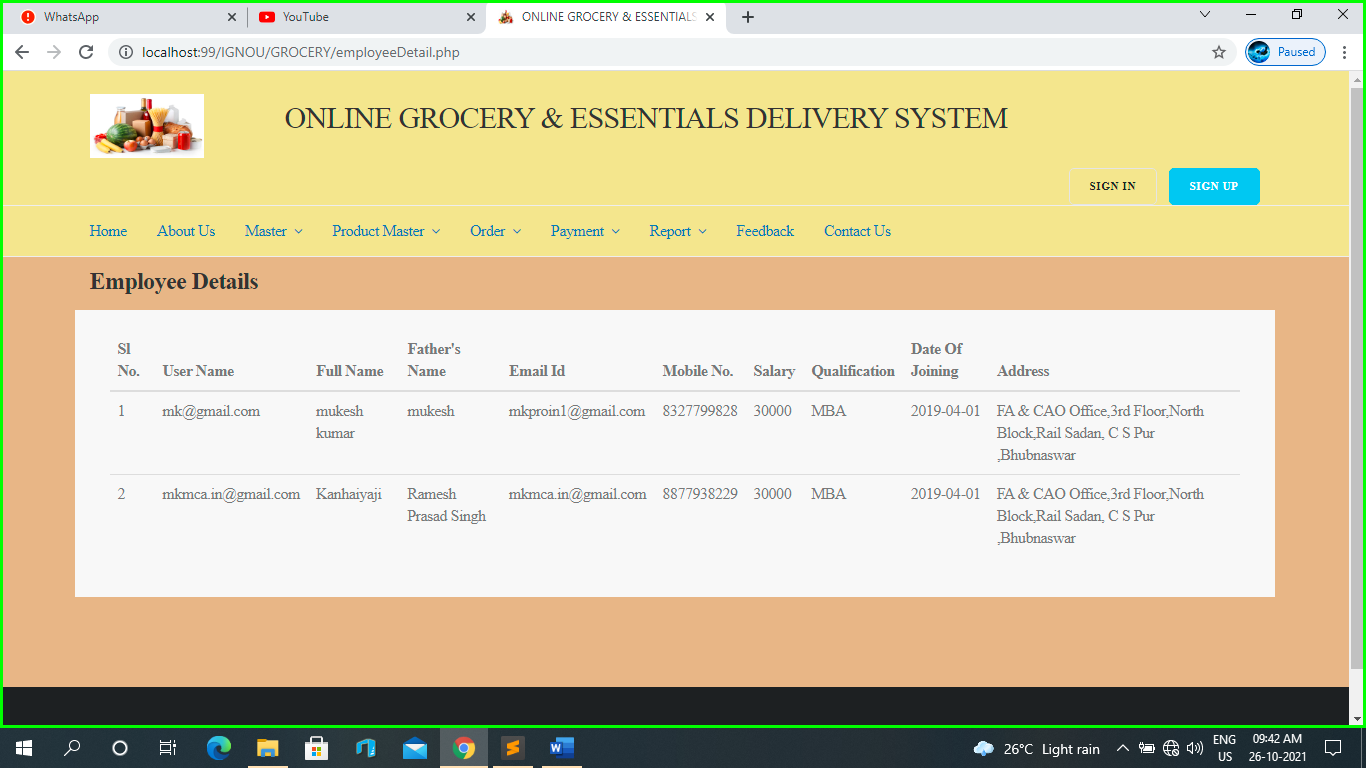 WhatsApp
YouTube
ONLINE GROCERY & ESSENTIALS
localhost:99/IGNOU/GROCERY/employeeDetail.php
Paused
ONLINE GROCERY & ESSENTIALS DELIVERY SYSTEM
SIGN IN SIGN UP
Home About Us Master Product Master Order Payment Report Feedback Contact Us
Employee Details
Sl No. User Name Full Name Father's Name Email Id Mobile No. Salary Qualification Date Of Joining Address
1 mk@gmail.com mukesh kumar mukesh mkproin1@gmail.com 8327799828 30000 MBA 2019-04-01 FA & CAO Office,3rd Floor,North
Block,Rail Sadan, C S Pur
,Bhubnaswar
2 mkmca.in@gmail.com Kanhaiyaji Ramesh Prasad Singh mkmca.in@gmail.com 8877938229 30000 MBA 2019-04-01 FA & CAO Office,3rd Floor,North
Block,Rail Sadan, C S Pur
,Bhubnaswar
26°C Light rain
ENG
US
09:42 AM
26-10-2021